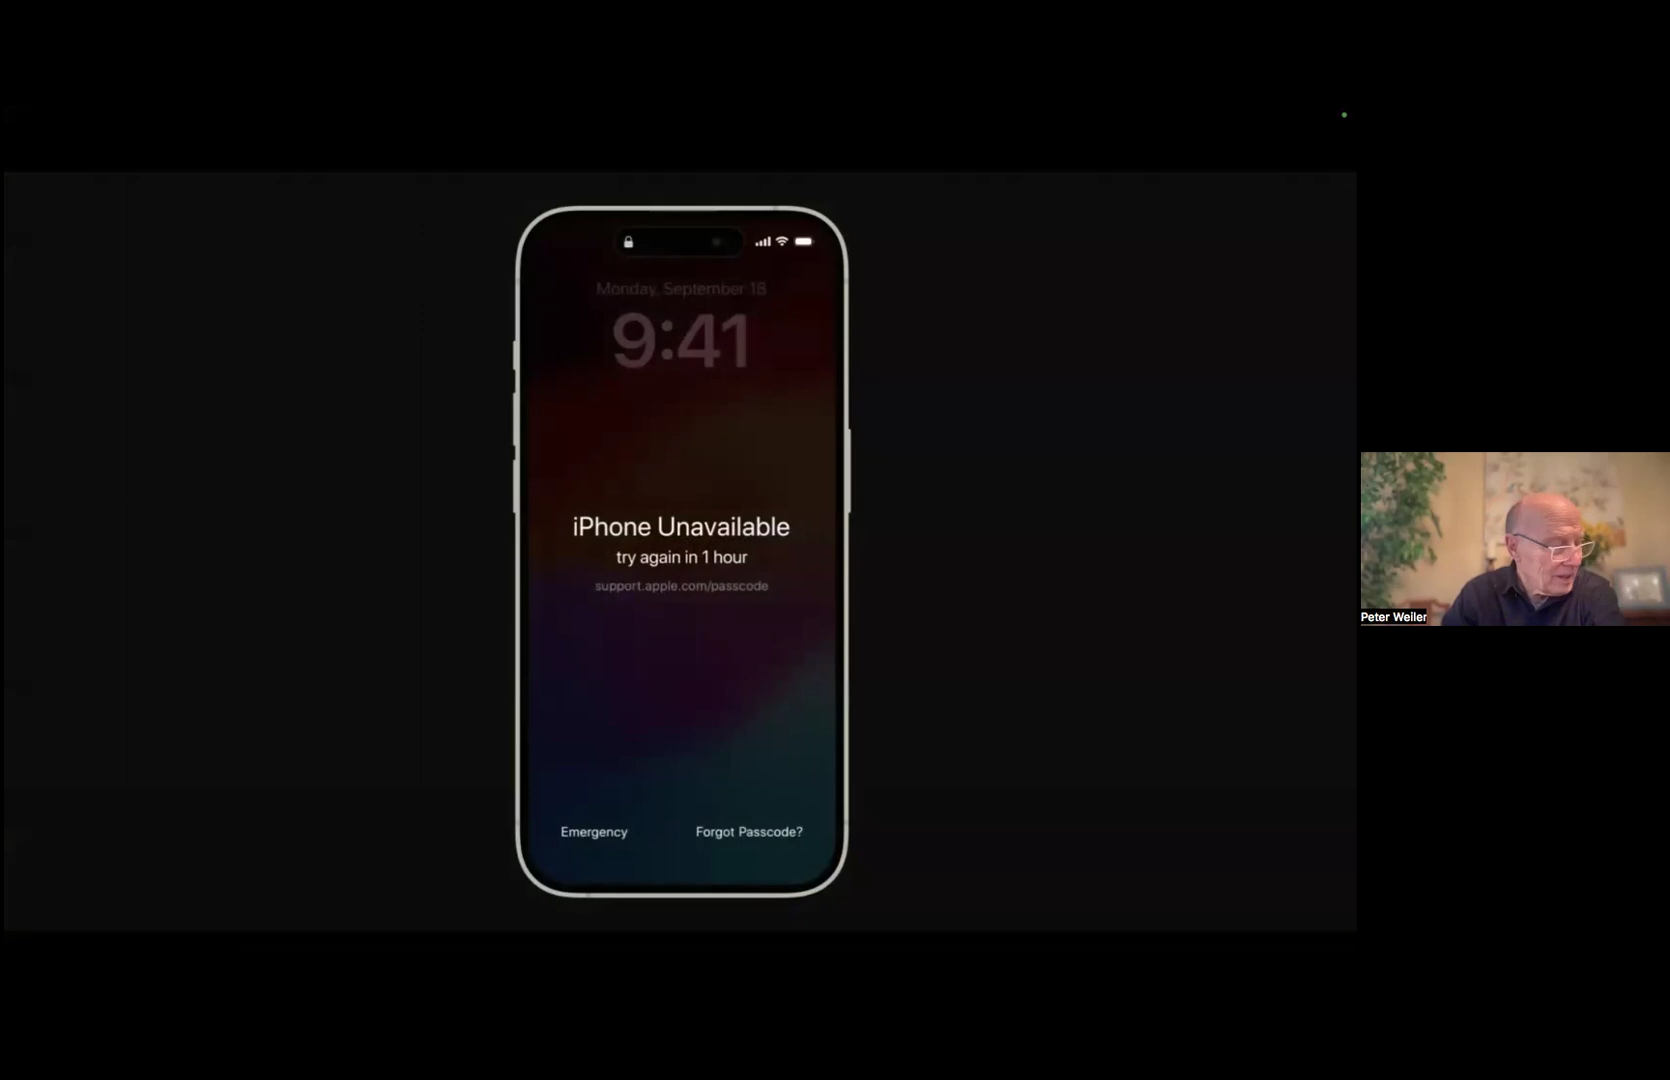 Monday, September 18
9:41
iPhone Unavailable
try again in 1 hour
support.apple.com/passcode
Emergency
Forgot Passcode?
Peter Weiler